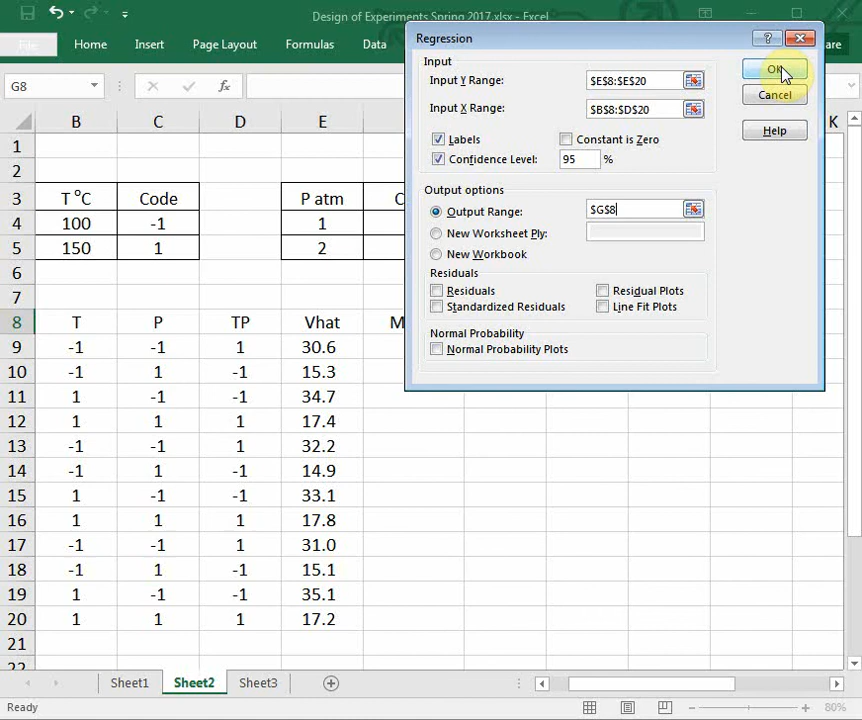 Design of Experiments Spring 2017.xlsx - Excel
Home Insert Page Layout Formulas Data
G8 fx
B C D E K
1
2
3 T °C Code P atm C
4 100 -1 1
5 150 1 2
6
7
8 T P TP Vhat M
9 -1 -1 1 30.6
10 -1 1 -1 15.3
11 1 -1 -1 34.7
12 1 1 1 17.4
13 -1 -1 1 32.2
14 -1 1 -1 14.9
15 1 -1 -1 33.1
16 1 1 1 17.8
17 -1 -1 1 31.0
18 -1 1 -1 15.1
19 1 -1 -1 35.1
20 1 1 1 17.2
21
22
Regression ?
Input
Input Y Range: $E$8:$E$20
Input X Range: $B$8:$D$20
Labels Constant is Zero
Confidence Level: 95 %
Output options
Output Range: $G$8
New Worksheet Ply:
New Workbook
Residuals
Residuals Residual Plots
Standardized Residuals Line Fit Plots
Normal Probability
Normal Probability Plots
OK
Cancel
Help
are
Sheet1 Sheet2 Sheet3
Ready 80%